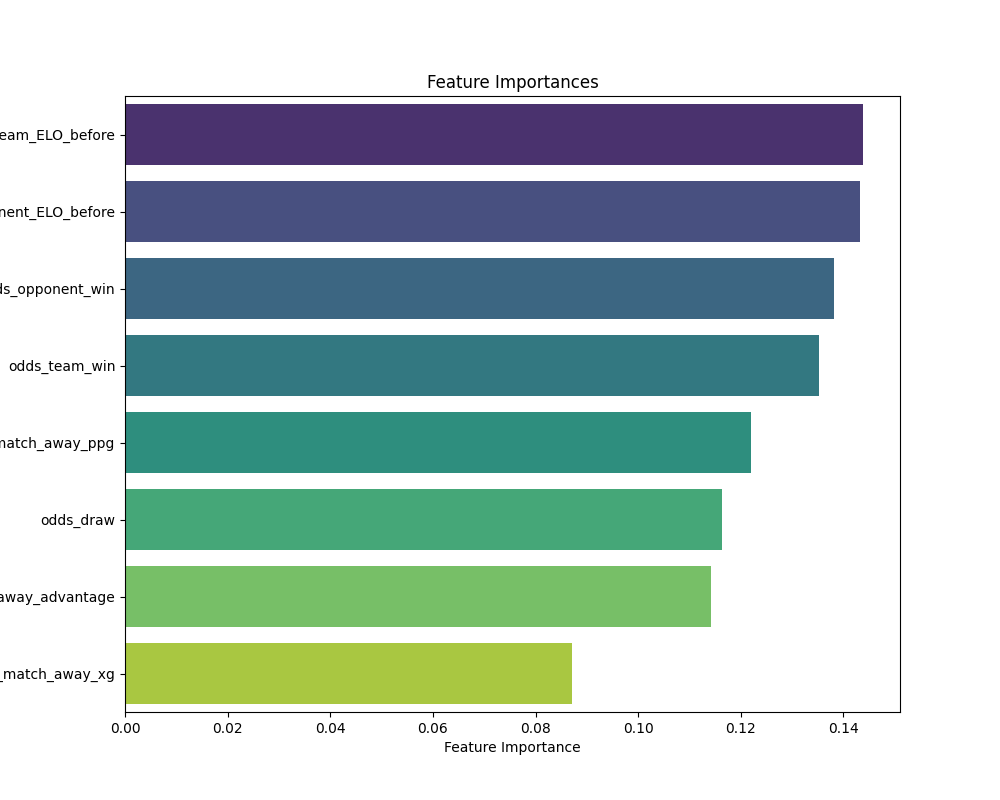 Feature Importances
eam_ELO_before
nent_ELO_before
ds_opponent_win
odds_team_win
match_away_ppg
odds_draw
away_advantage
_match_away_xg
0.00 0.02 0.04 0.06 0.08 0.10 0.12 0.14
Feature Importance